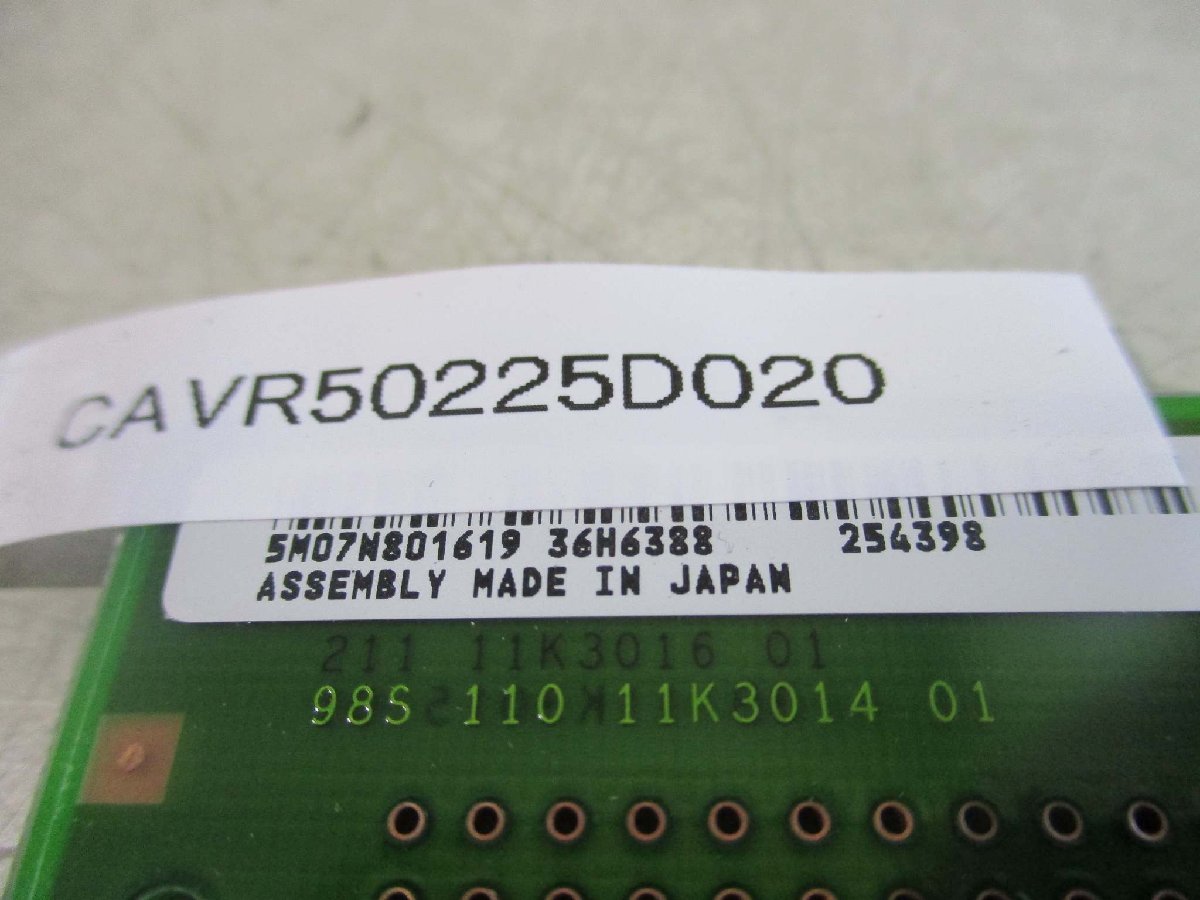 CAVR50225D020
5M07N801619 36H6388 254398
ASSEMBLY MADE IN JAPAN
211 11K3016 01
98S 110 11K3014 01